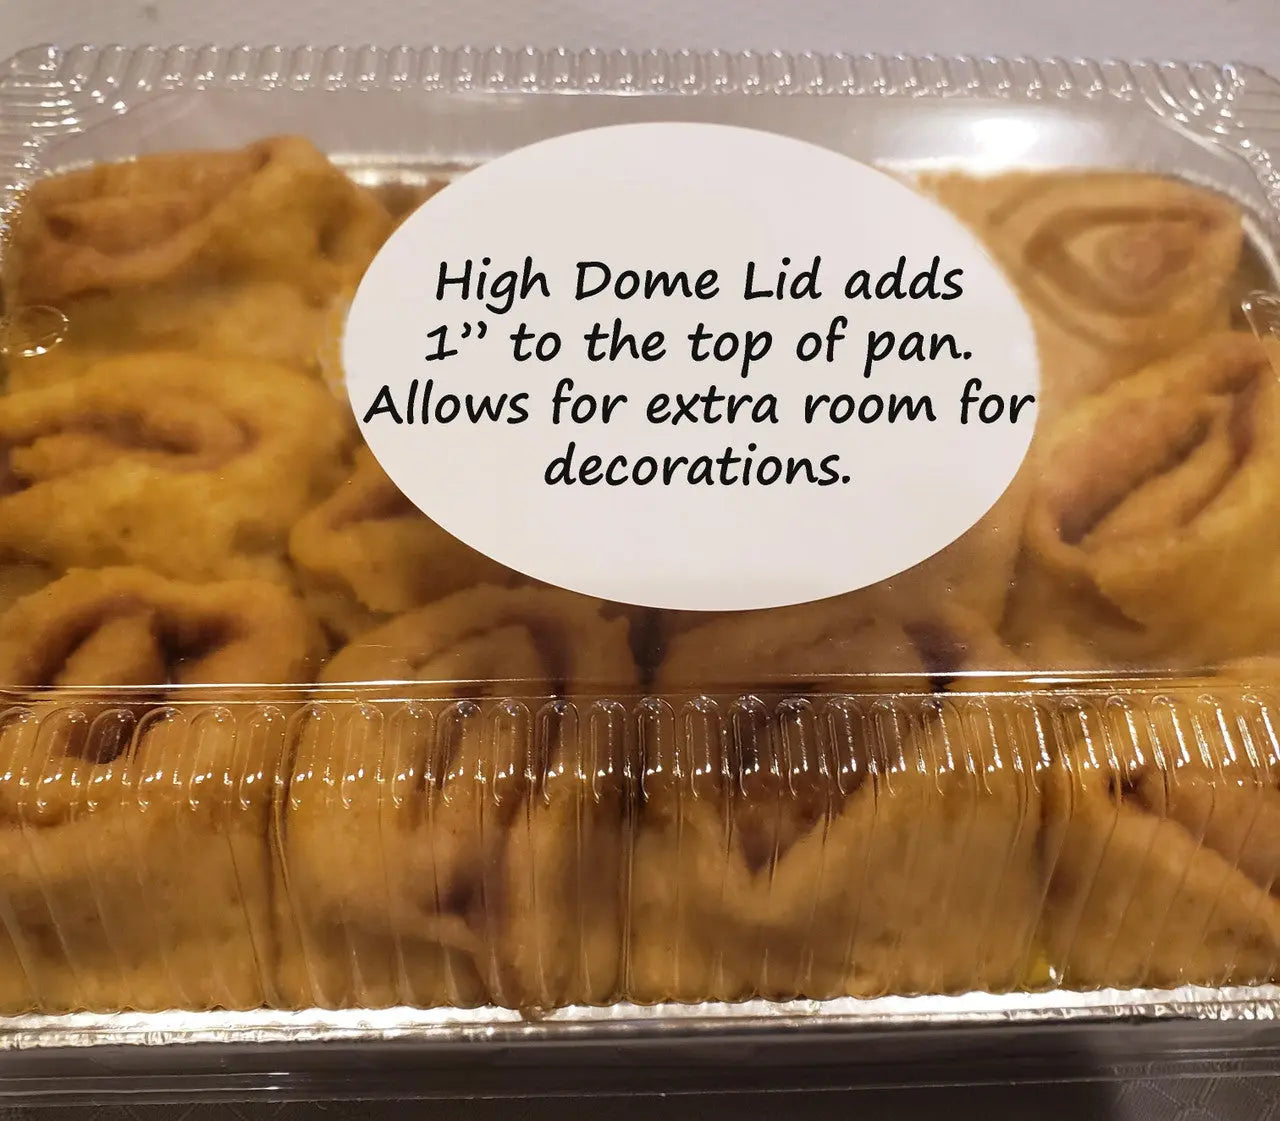 High Dome Lid adds
1” to the top of pan.
Allows for extra room for
decorations.